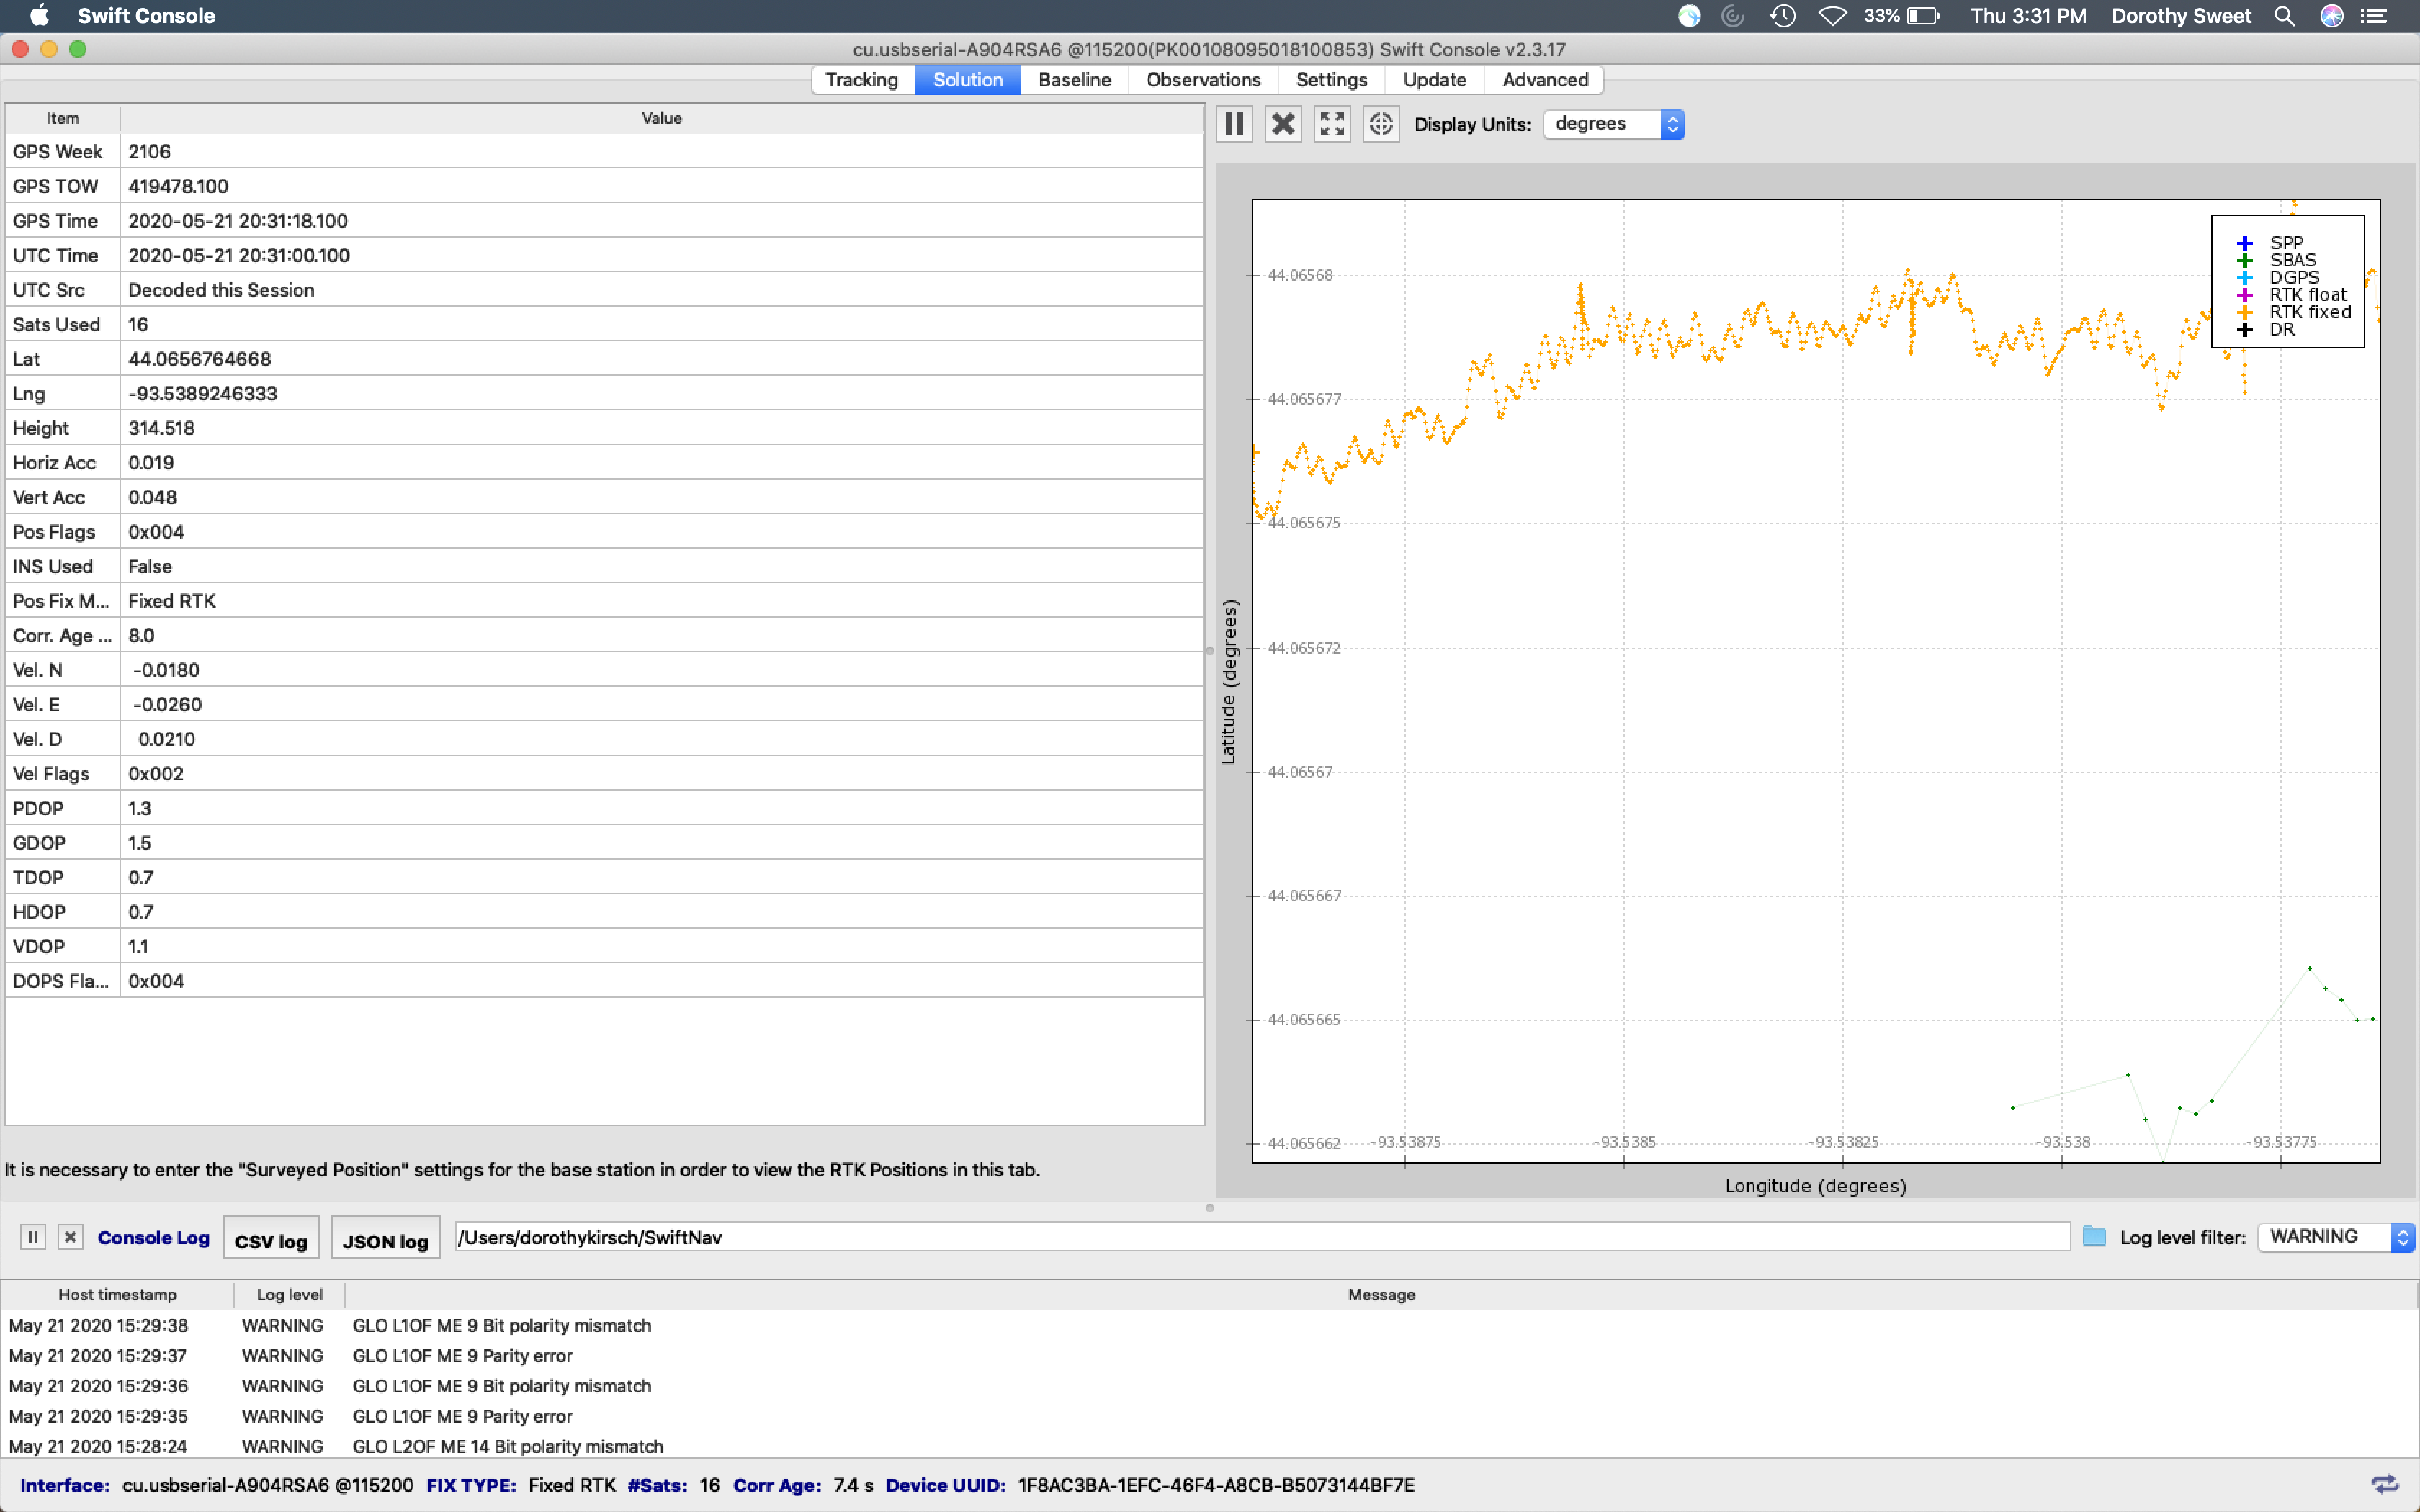 Swift Console 33% Thu 3:31 PM Dorothy Sweet
cu.usbserial-A904RSA6 @115200(PK00108095018100853) Swift Console v2.3.17
Tracking Solution Baseline Observations Settings Update Advanced
Item Value
GPS Week 2106
GPS TOW 419478.100
GPS Time 2020-05-21 20:31:18.100
UTC Time 2020-05-21 20:31:00.100
UTC Src Decoded this Session
Sats Used 16
Lat 44.0656764668
Lng -93.5389246333
Height 314.518
Horiz Acc 0.019
Vert Acc 0.048
Pos Flags 0x004
INS Used False
Pos Fix M... Fixed RTK
Corr. Age ... 8.0
Vel. N -0.0180
Vel. E -0.0260
Vel. D 0.0210
Vel Flags 0x002
PDOP 1.3
GDOP 1.5
TDOP 0.7
HDOP 0.7
VDOP 1.1
DOPS Fla... 0x004
It is necessary to enter the "Surveyed Position" settings for the base station in order to view the RTK Positions in this tab.
Display Units: degrees
SPP
SBAS
DGPS
RTK float
RTK fixed
DR
44.06568
44.065677
44.065675
44.065672
44.06567
44.065667
44.065665
44.065662
Latitude (degrees)
-93.53875 -93.5385 -93.53825 -93.538 -93.53775
Longitude (degrees)
Console Log CSV log JSON log /Users/dorothykirsch/SwiftNav Log level filter: WARNING
Host timestamp Log level Message
May 21 2020 15:29:38 WARNING GLO L1OF ME 9 Bit polarity mismatch
May 21 2020 15:29:37 WARNING GLO L1OF ME 9 Parity error
May 21 2020 15:29:36 WARNING GLO L1OF ME 9 Bit polarity mismatch
May 21 2020 15:29:35 WARNING GLO L1OF ME 9 Parity error
May 21 2020 15:28:24 WARNING GLO L2OF ME 14 Bit polarity mismatch
Interface: cu.usbserial-A904RSA6 @115200 FIX TYPE: Fixed RTK #Sats: 16 Corr Age: 7.4 s Device UUID: 1F8AC3BA-1EFC-46F4-A8CB-B5073144BF7E